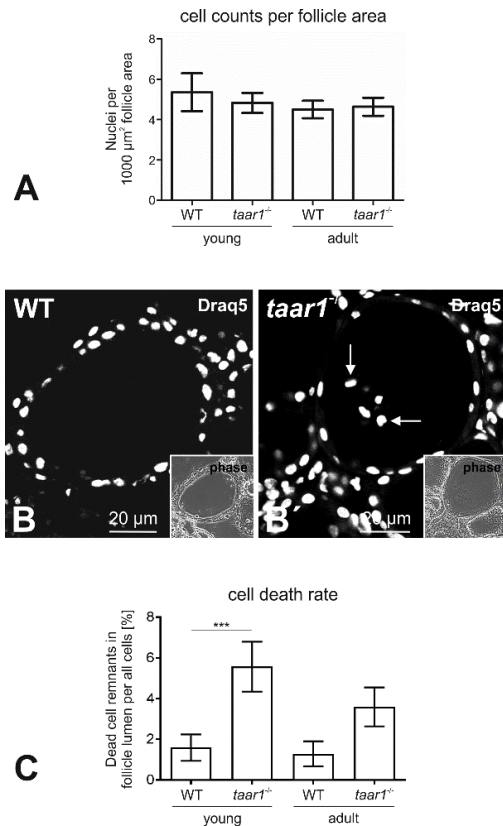 cell counts per follicle area
Nuclei per
1000 µm² follicle area
8
6
4
2
0
WT
taar1⁻/⁻
WT
taar1⁻/⁻
young
adult
A
WT
Draq5
phase
B
20 µm
taar1⁻/⁻
Draq5
phase
B'
20 µm
cell death rate
Dead cell remnants in
follicle lumen per all cells [%]
8
6
4
2
0
***
WT
taar1⁻/⁻
WT
taar1⁻/⁻
young
adult
C